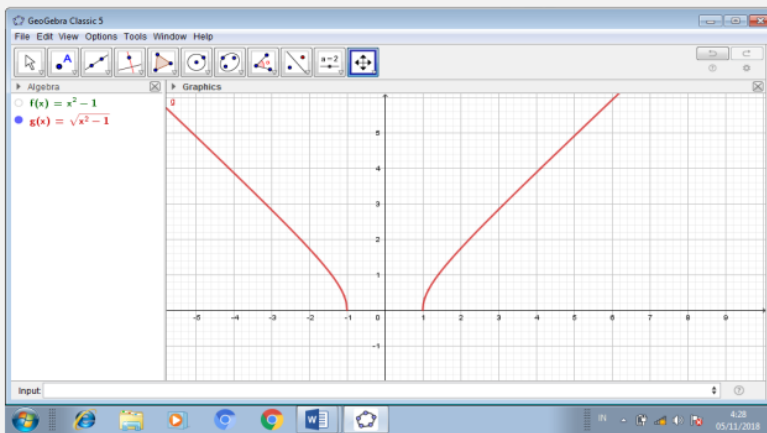 GeoGebra Classic 5
File Edit View Options Tools Window Help
a=2
Algebra
Graphics
f(x) = x² − 1
g(x) = √(x² − 1)
g
5
4
3
2
1
-1
-5 -4 -3 -2 -1 0 1 2 3 4 5 6 7 8 9
Input:
IN
4:28
05/11/2018